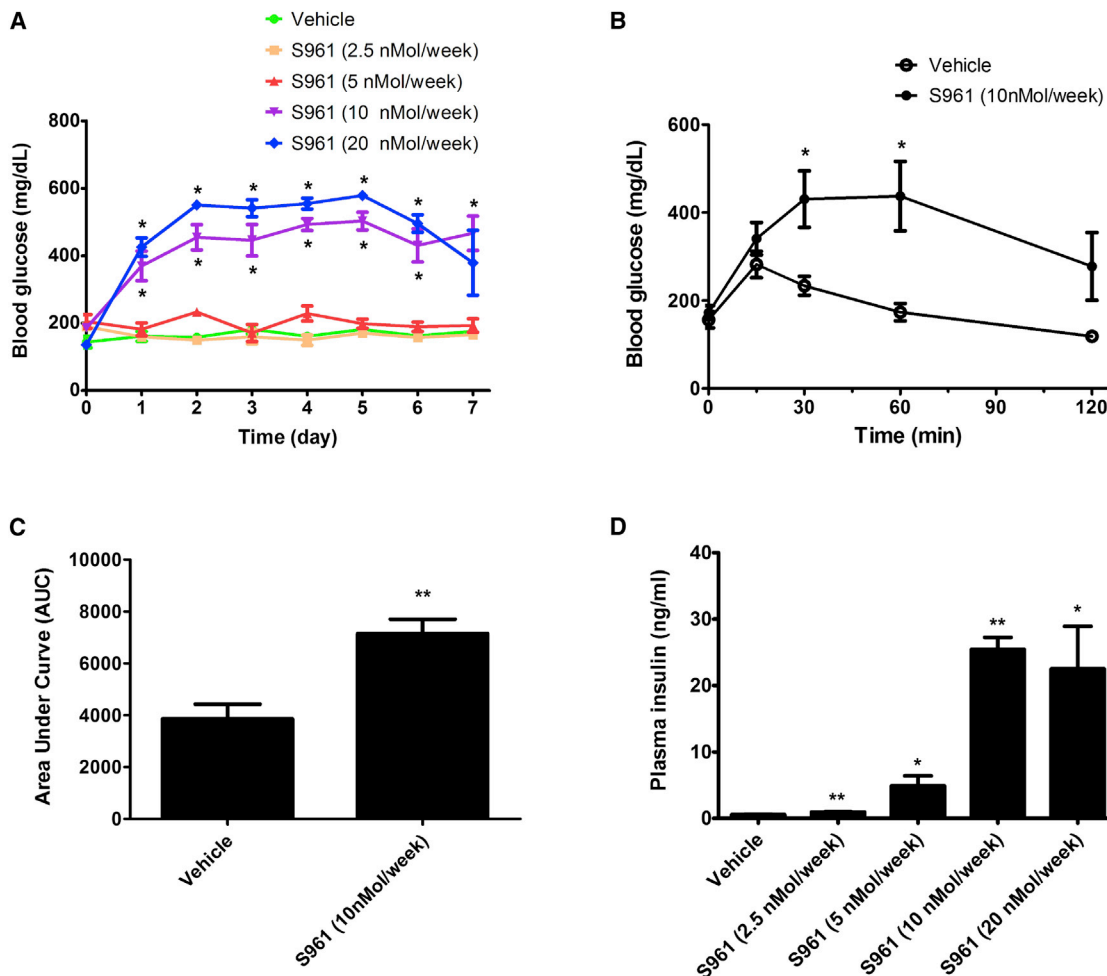 A
Vehicle
S961 (2.5 nMol/week)
S961 (5 nMol/week)
S961 (10 nMol/week)
S961 (20 nMol/week)
Blood glucose (mg/dL)
800
600
400
200
0
* * * * * * *
* * * * * *
0 1 2 3 4 5 6 7
Time (day)
B
Vehicle
S961 (10nMol/week)
Blood glucose (mg/dL)
600
400
200
0
* *
0 30 60 90 120
Time (min)
C
Area Under Curve (AUC)
10000
8000
6000
4000
2000
0
**
Vehicle
S961 (10nMol/week)
D
Plasma insulin (ng/ml)
40
30
20
10
0
** * ** *
Vehicle
S961 (2.5 nMol/week)
S961 (5 nMol/week)
S961 (10 nMol/week)
S961 (20 nMol/week)